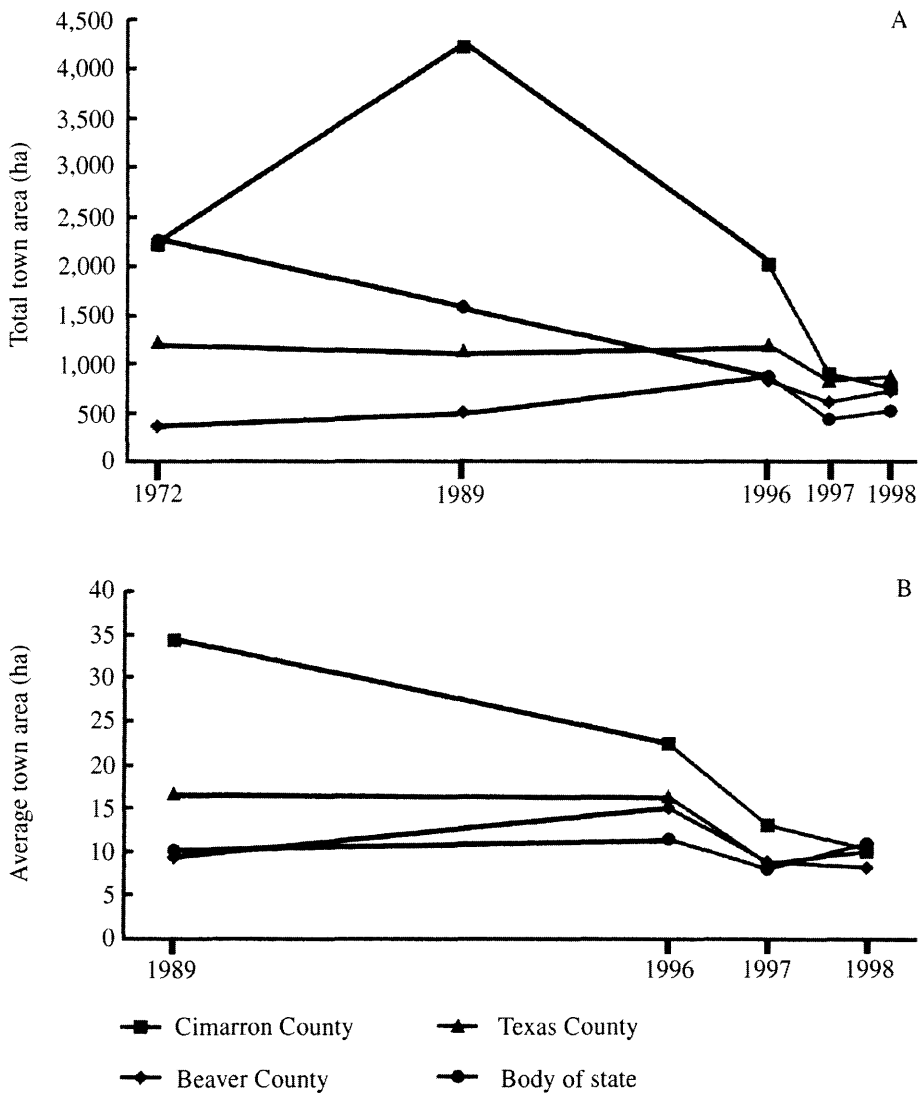 A
Total town area (ha)
4,500
4,000
3,500
3,000
2,500
2,000
1,500
1,000
500
0
1972 1989 1996 1997 1998
B
Average town area (ha)
40
35
30
25
20
15
10
5
0
1989 1996 1997 1998
Cimarron County Texas County
Beaver County Body of state